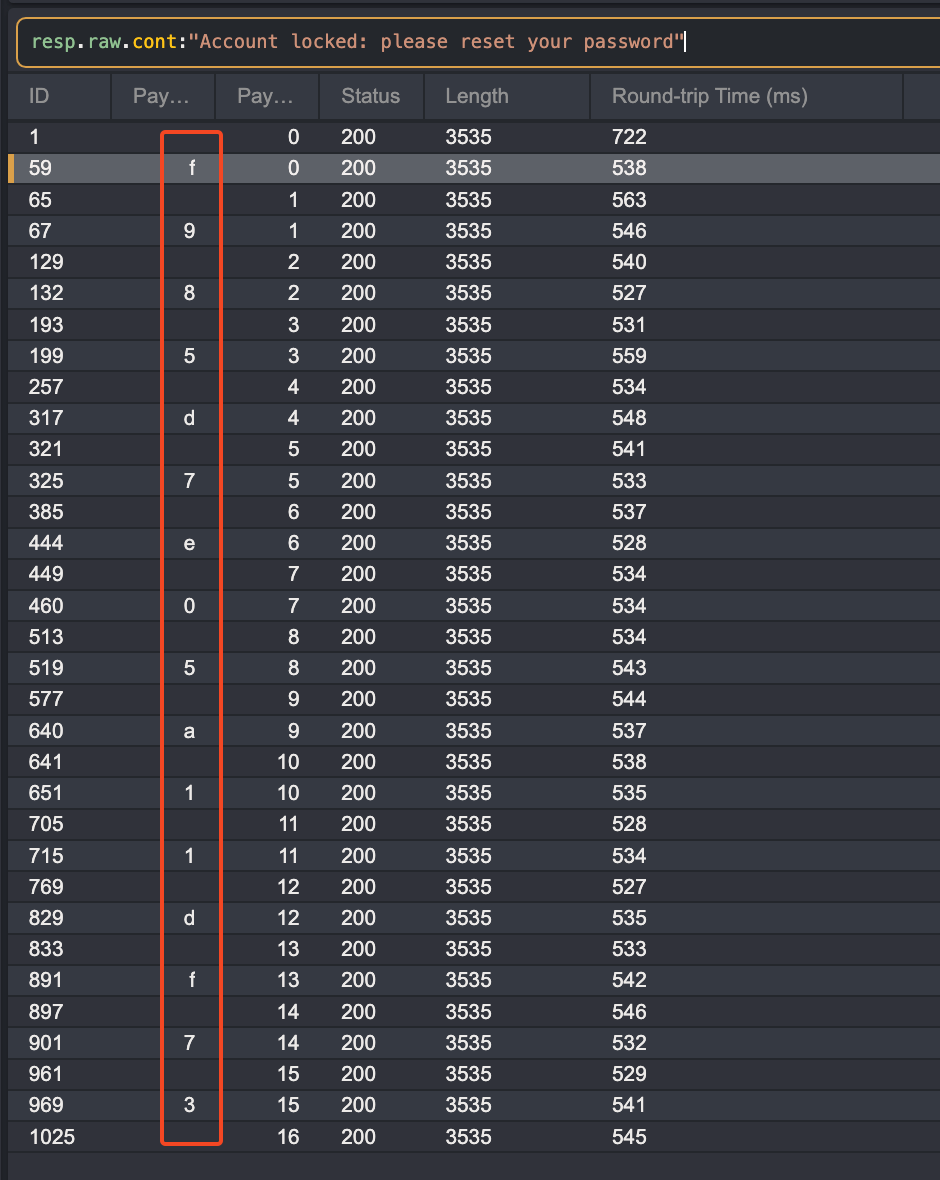 resp.raw.cont:"Account locked: please reset your password"
ID Pay... Pay... Status Length Round-trip Time (ms)
1 0 200 3535 722
59 f 0 200 3535 538
65 1 200 3535 563
67 9 1 200 3535 546
129 2 200 3535 540
132 8 2 200 3535 527
193 3 200 3535 531
199 5 3 200 3535 559
257 4 200 3535 534
317 d 4 200 3535 548
321 5 200 3535 541
325 7 5 200 3535 533
385 6 200 3535 537
444 e 6 200 3535 528
449 7 200 3535 534
460 0 7 200 3535 534
513 8 200 3535 534
519 5 8 200 3535 543
577 9 200 3535 544
640 a 9 200 3535 537
641 10 200 3535 538
651 1 10 200 3535 535
705 11 200 3535 528
715 1 11 200 3535 534
769 12 200 3535 527
829 d 12 200 3535 535
833 13 200 3535 533
891 f 13 200 3535 542
897 14 200 3535 546
901 7 14 200 3535 532
961 15 200 3535 529
969 3 15 200 3535 541
1025 16 200 3535 545